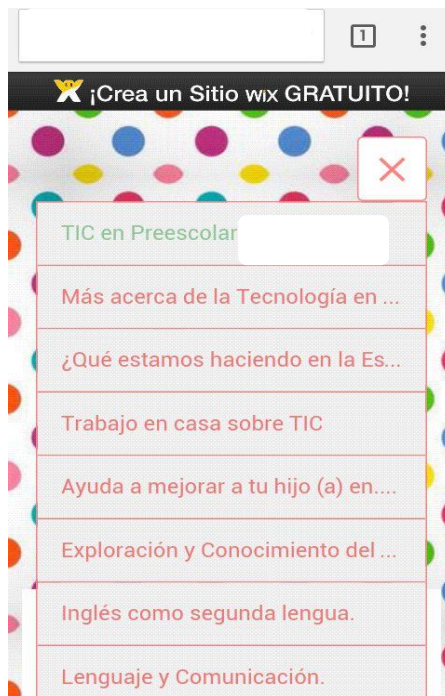 1
¡Crea un Sitio WiX GRATUITO!
TIC en Preescolar
Más acerca de la Tecnología en ...
¿Qué estamos haciendo en la Es...
Trabajo en casa sobre TIC
Ayuda a mejorar a tu hijo (a) en....
Exploración y Conocimiento del ...
Inglés como segunda lengua.
Lenguaje y Comunicación.